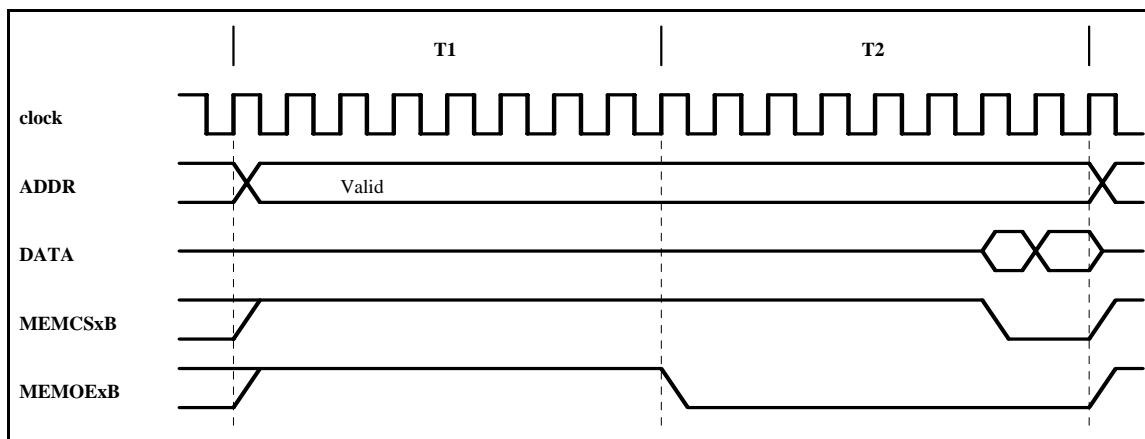 T1
T2
clock
ADDR
Valid
DATA
MEMCSxB
MEMOExB